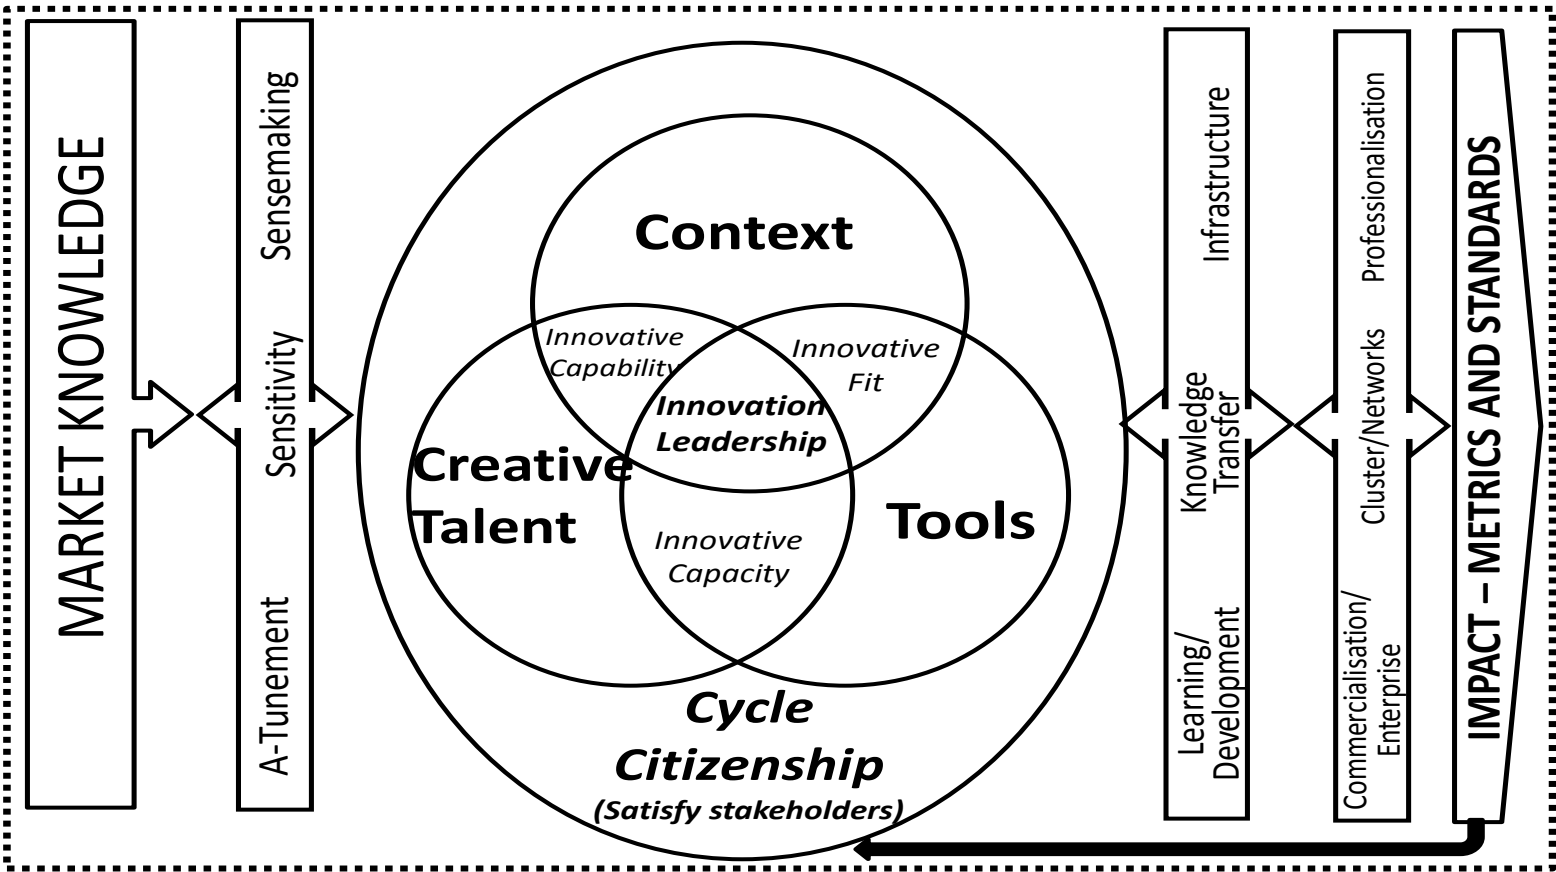 MARKET KNOWLEDGE
Sensemaking
Sensitivity
A-Tunement
Context
Innovative
Capability
Innovative
Fit
Innovation
Leadership
Creative
Talent
Tools
Innovative
Capacity
Cycle
Citizenship
(Satisfy stakeholders)
Infrastructure
Knowledge
Transfer
Learning/
Development
Professionalisation
Cluster/Networks
Commercialisation/
Enterprise
IMPACT – METRICS AND STANDARDS